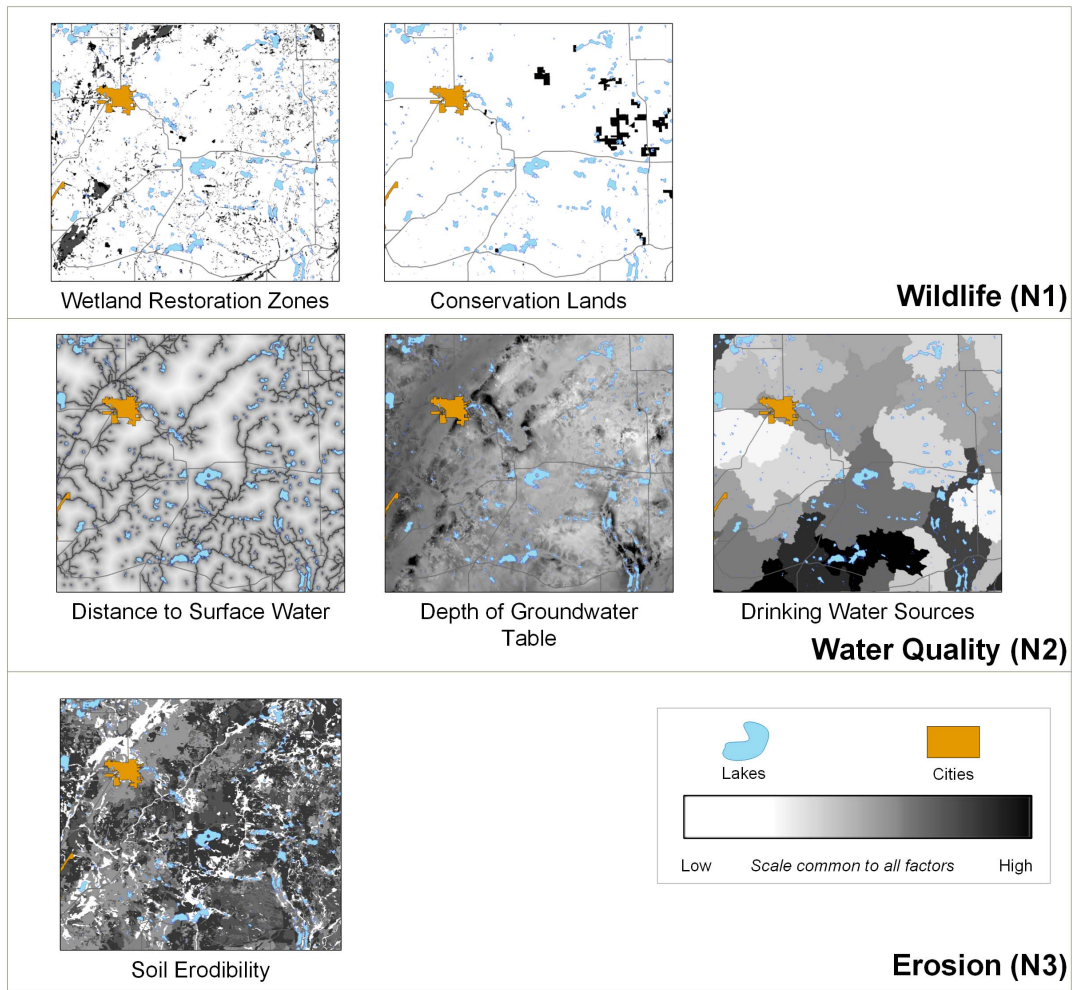 Wetland Restoration Zones
Conservation Lands
Wildlife (N1)
Distance to Surface Water
Depth of Groundwater
Table
Drinking Water Sources
Water Quality (N2)
Soil Erodibility
Lakes
Cities
Low
Scale common to all factors
High
Erosion (N3)